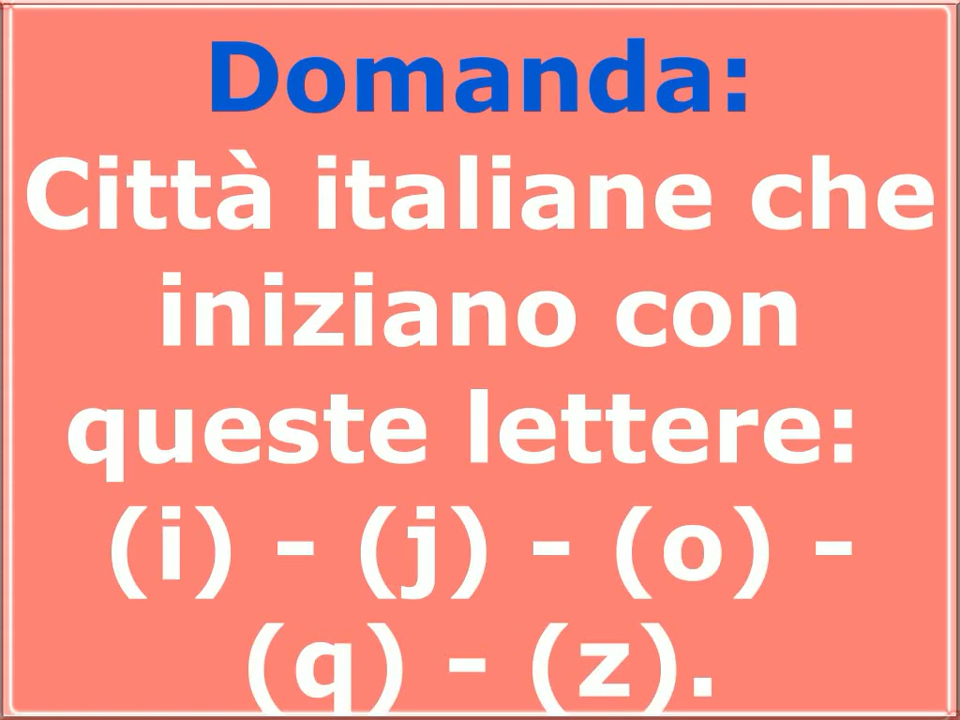 Domanda:
Città italiane che
iniziano con
queste lettere:
(i) - (j) - (o) -
(q) - (z).